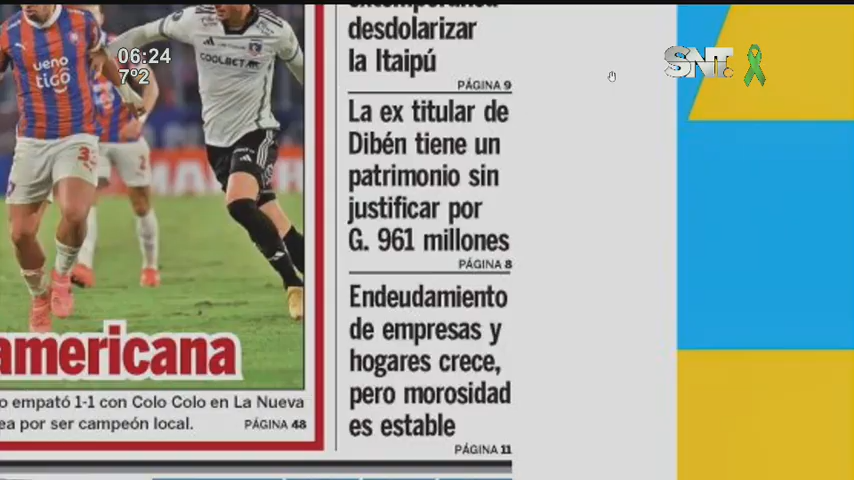 06:24
7º2
ueno
tigo
3
2
COOLBET
SNT
desdolarizar
la Itaipú
PÁGINA 9
La ex titular de
Dibén tiene un
patrimonio sin
justificar por
G. 961 millones
PÁGINA 8
Endeudamiento
de empresas y
hogares crece,
pero morosidad
es estable
PÁGINA 11
americana
o empató 1-1 con Colo Colo en La Nueva
ea por ser campeón local.
PÁGINA 48